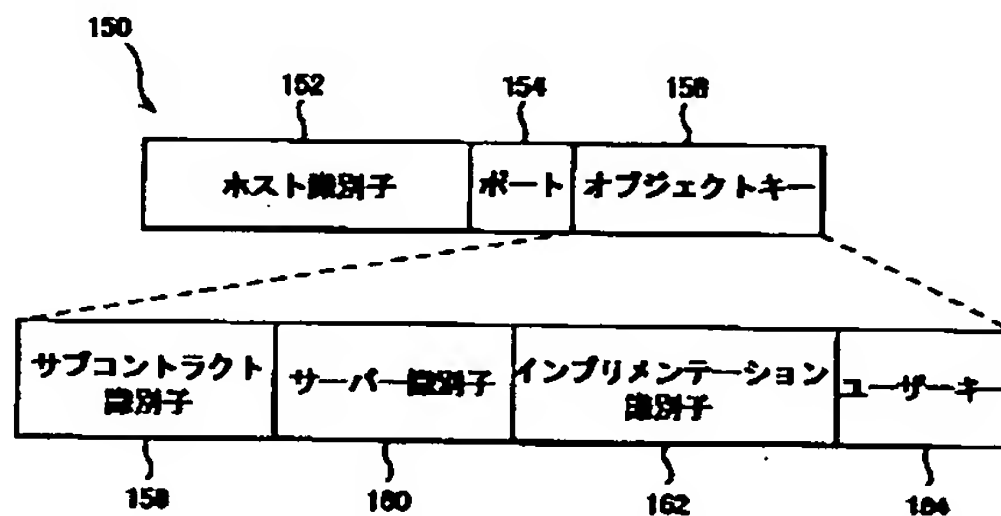 150
152 154 156
ホスト識別子 ポート オブジェクトキー
サブコントラクト
識別子
サーバー識別子
インプリメンテーション
識別子
ユーザーキー
158 160 162 164